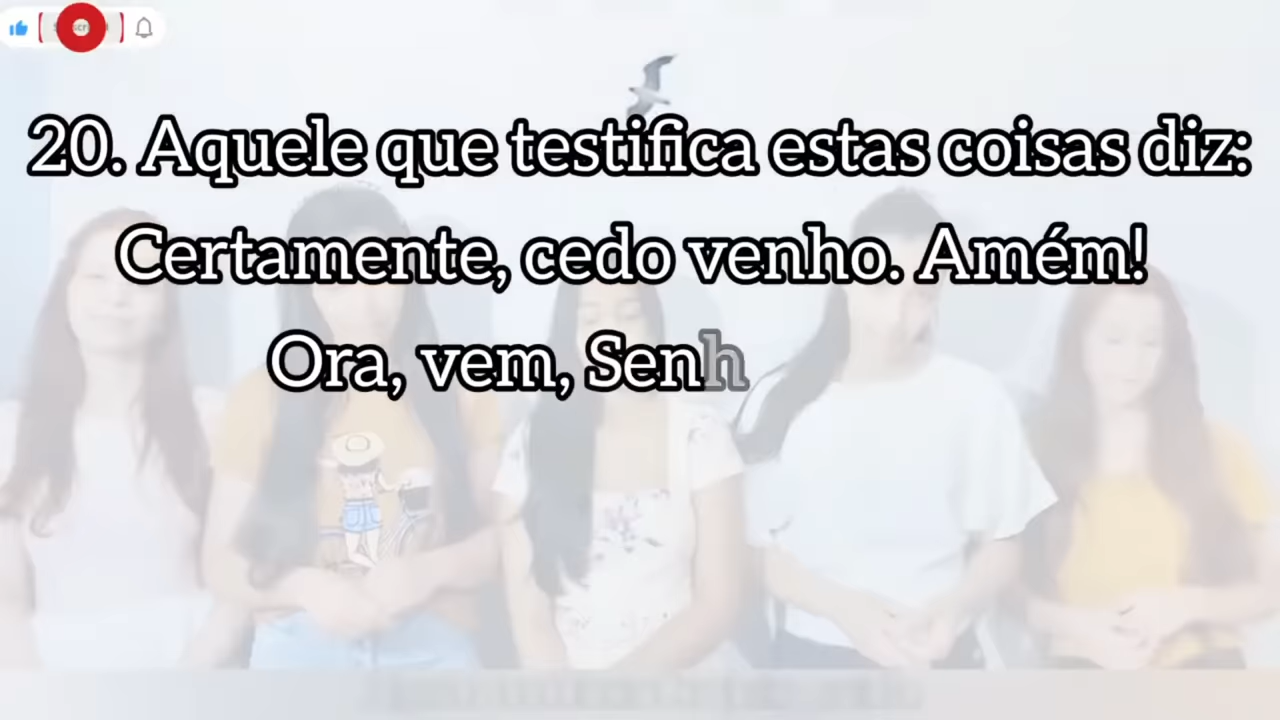 20. Aquele que testifica estas coisas diz:
Certamente, cedo venho. Amém!
Ora, vem, Senh